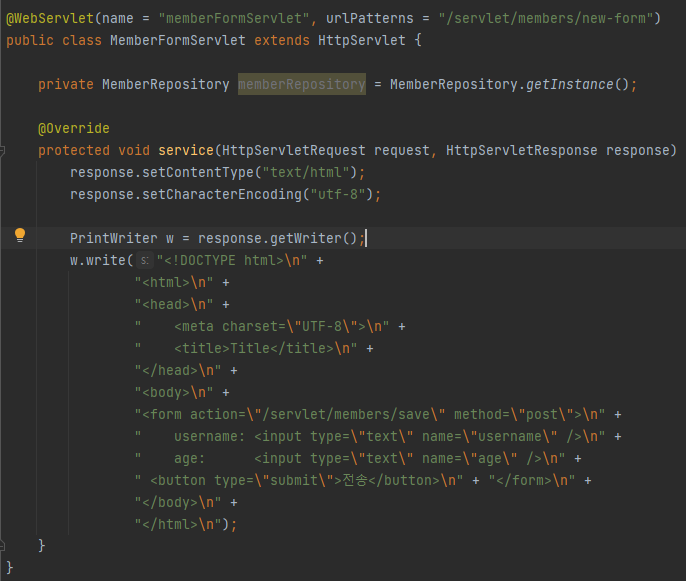 @WebServlet(name = "memberFormServlet", urlPatterns = "/servlet/members/new-form")
public class MemberFormServlet extends HttpServlet {
private MemberRepository memberRepository = MemberRepository.getInstance();
@Override
protected void service(HttpServletRequest request, HttpServletResponse response)
response.setContentType("text/html");
response.setCharacterEncoding("utf-8");
PrintWriter w = response.getWriter();
w.write( s: "<!DOCTYPE html>\n" +
"<html>\n" +
"<head>\n" +
"    <meta charset=\"UTF-8\">\n" +
"    <title>Title</title>\n" +
"</head>\n" +
"<body>\n" +
"<form action=\"/servlet/members/save\" method=\"post\">\n" +
"    username: <input type=\"text\" name=\"username\" />\n" +
"    age:      <input type=\"text\" name=\"age\" />\n" +
" <button type=\"submit\">전송</button>\n" + "</form>\n" +
"</body>\n" +
"</html>\n");
}
}